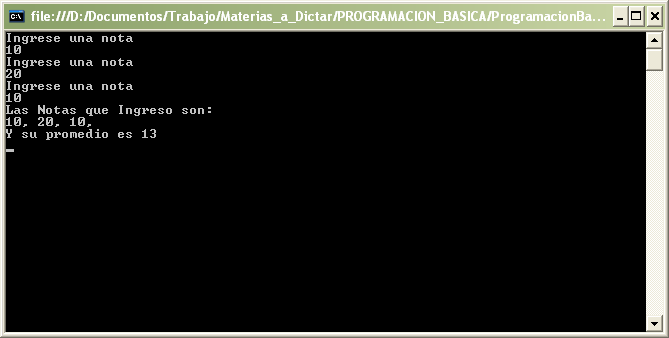 file:///D:/Documentos/Trabajo/Materias_a_Dictar/PROGRAMACION_BASICA/ProgramacionBa...
Ingrese una nota
10
Ingrese una nota
20
Ingrese una nota
10
Las Notas que Ingreso son:
10, 20, 10,
Y su promedio es 13